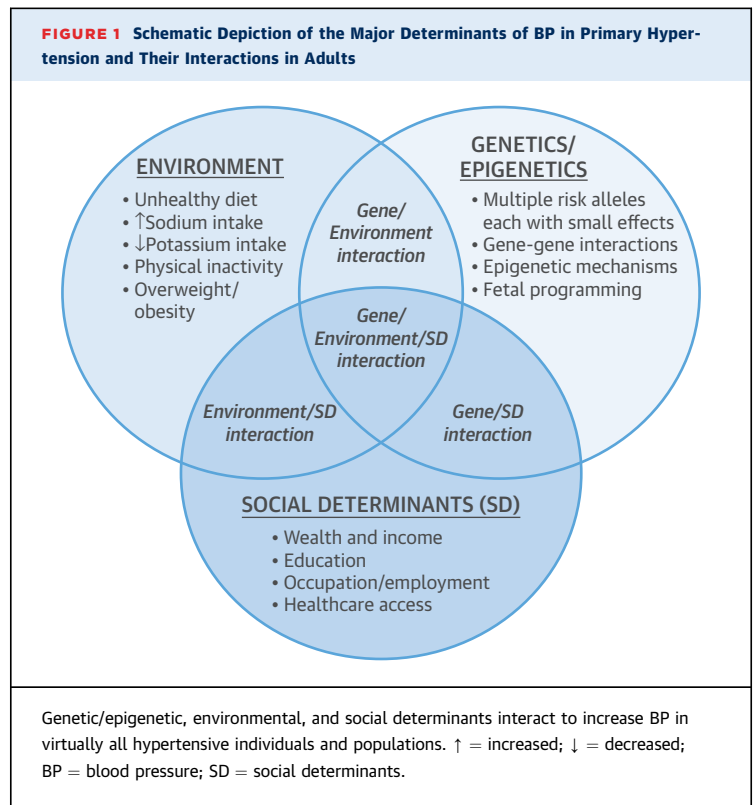 FIGURE 1 Schematic Depiction of the Major Determinants of BP in Primary Hyper-
tension and Their Interactions in Adults
ENVIRONMENT
• Unhealthy diet
• ↑Sodium intake
• ↓Potassium intake
• Physical inactivity
• Overweight/
obesity
Gene/
Environment
interaction
GENETICS/
EPIGENETICS
• Multiple risk alleles
each with small effects
• Gene-gene interactions
• Epigenetic mechanisms
• Fetal programming
Gene/
Environment/SD
interaction
Environment/SD
interaction
Gene/SD
interaction
SOCIAL DETERMINANTS (SD)
• Wealth and income
• Education
• Occupation/employment
• Healthcare access
Genetic/epigenetic, environmental, and social determinants interact to increase BP in
virtually all hypertensive individuals and populations. ↑ = increased; ↓ = decreased;
BP = blood pressure; SD = social determinants.